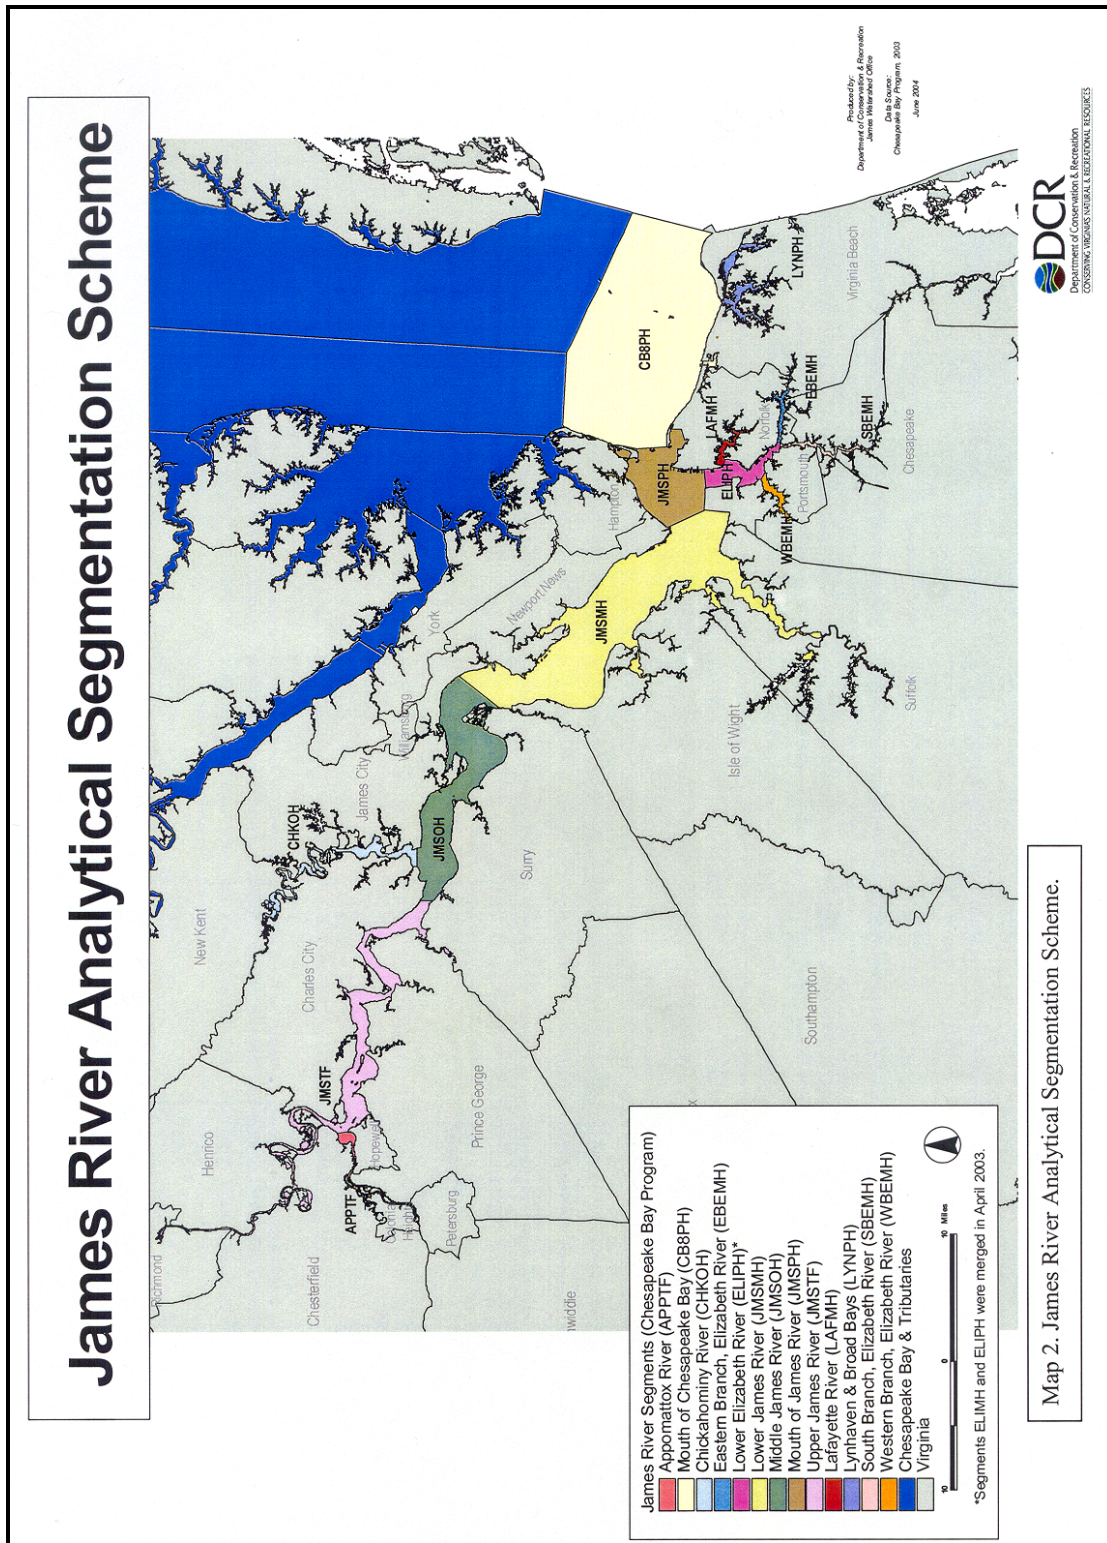 James River Analytical Segmentation Scheme
Produced by:
Department of Conservation & Recreation
James Watershed Office
Data Source:
Chesapeake Bay Program, 2003
June 2004
Richmond
Henrico
New Kent
Chesterfield
Charles City
James City
CHKOH
JMSTF
APPTF
Hopewell
Colonial
Heights
Petersburg
Prince George
JMSOH
Williamsburg
York
Newport News
Hampton
Surry
JMSMH
JMSPH
CB8PH
LAFMH
ELIPH
Norfolk
EBEMH
WBEMH
Portsmouth
SBEMH
LYNPH
Virginia Beach
Chesapeake
Isle of Wight
Suffolk
Southampton
nwiddie
x
James River Segments (Chesapeake Bay Program)
Appomattox River (APPTF)
Mouth of Chesapeake Bay (CB8PH)
Chickahominy River (CHKOH)
Eastern Branch, Elizabeth River (EBEMH)
Lower Elizabeth River (ELIPH)*
Lower James River (JMSMH)
Middle James River (JMSOH)
Mouth of James River (JMSPH)
Upper James River (JMSTF)
Lafayette River (LAFMH)
Lynhaven & Broad Bays (LYNPH)
South Branch, Elizabeth River (SBEMH)
Western Branch, Elizabeth River (WBEMH)
Chesapeake Bay & Tributaries
Virginia
10 0 10 Miles
*Segments ELIMH and ELIPH were merged in April 2003.
DCR
Department of Conservation & Recreation
CONSERVING VIRGINIA'S NATURAL & RECREATIONAL RESOURCES
Map 2. James River Analytical Segmentation Scheme.